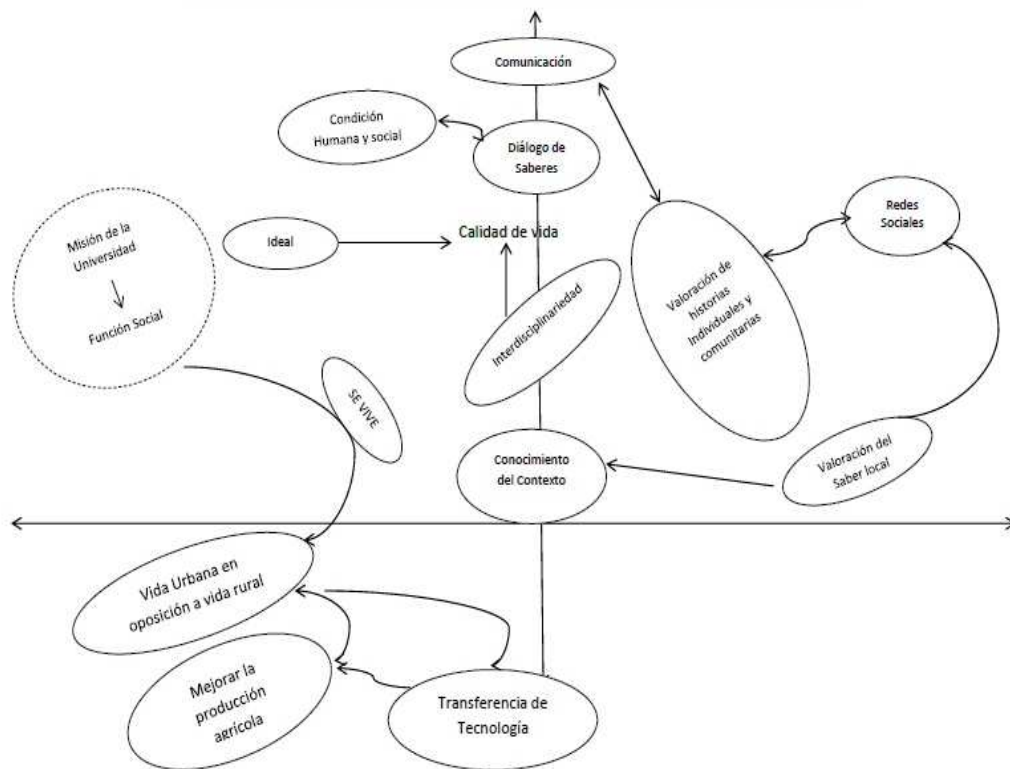 Comunicación
Condición
Humana y social
Diálogo de
Saberes
Misión de la
Universidad
Función Social
Ideal
Calidad de vida
Redes
Sociales
Valoración de
historias
Individuales y
comunitarias
Interdisciplinariedad
SE VIVE
Conocimiento
del Contexto
Valoración del
Saber local
Vida Urbana en
oposición a vida rural
Mejorar la
producción
agrícola
Transferencia de
Tecnología